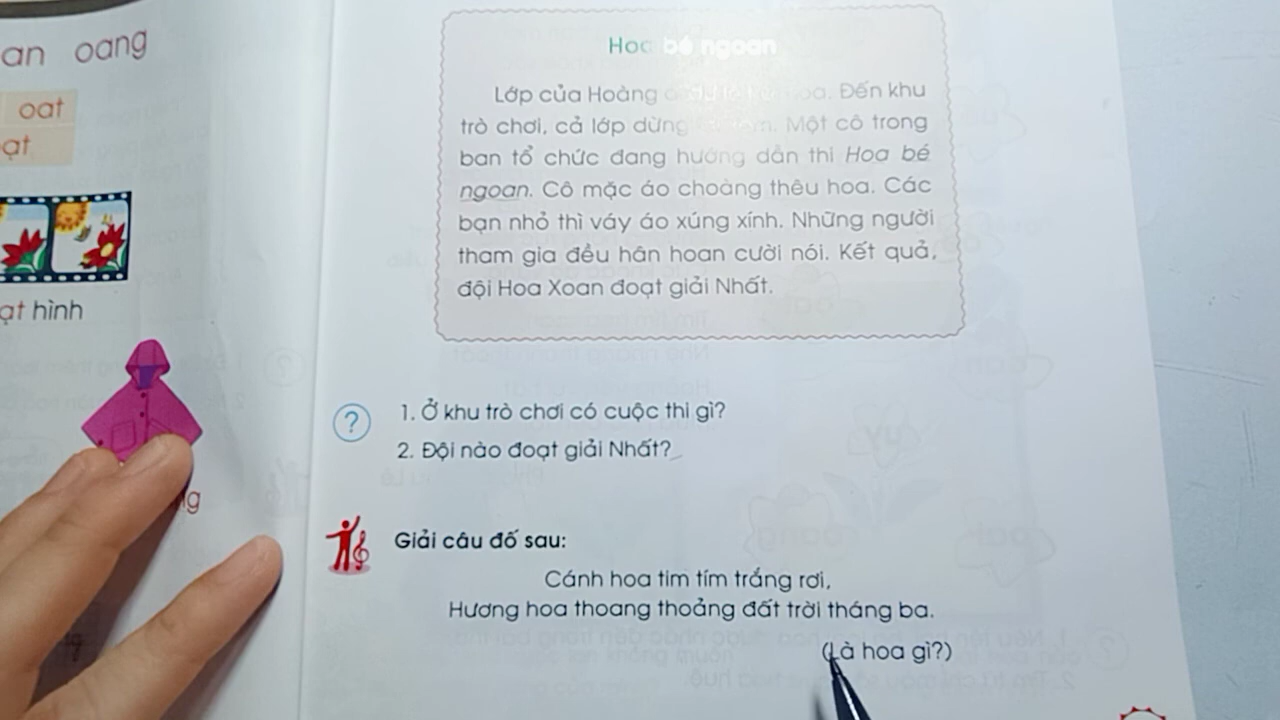 an oang
oat
ạt
ạt hình
g
Hoa bé ngoan
Lớp của Hoàng hoa. Đến khu
trò chơi, cả lớp dừng xem. Một cô trong
ban tổ chức đang hướng dẫn thi Hoa bé
ngoan. Cô mặc áo choàng thêu hoa. Các
bạn nhỏ thì váy áo xúng xính. Những người
tham gia đều hân hoan cười nói. Kết quả,
đội Hoa Xoan đoạt giải Nhất.
? 1. Ở khu trò chơi có cuộc thi gì?
2. Đội nào đoạt giải Nhất?
Giải câu đố sau:
Cánh hoa tim tím trắng rơi,
Hương hoa thoang thoảng đất trời tháng ba.
(Là hoa gì?)